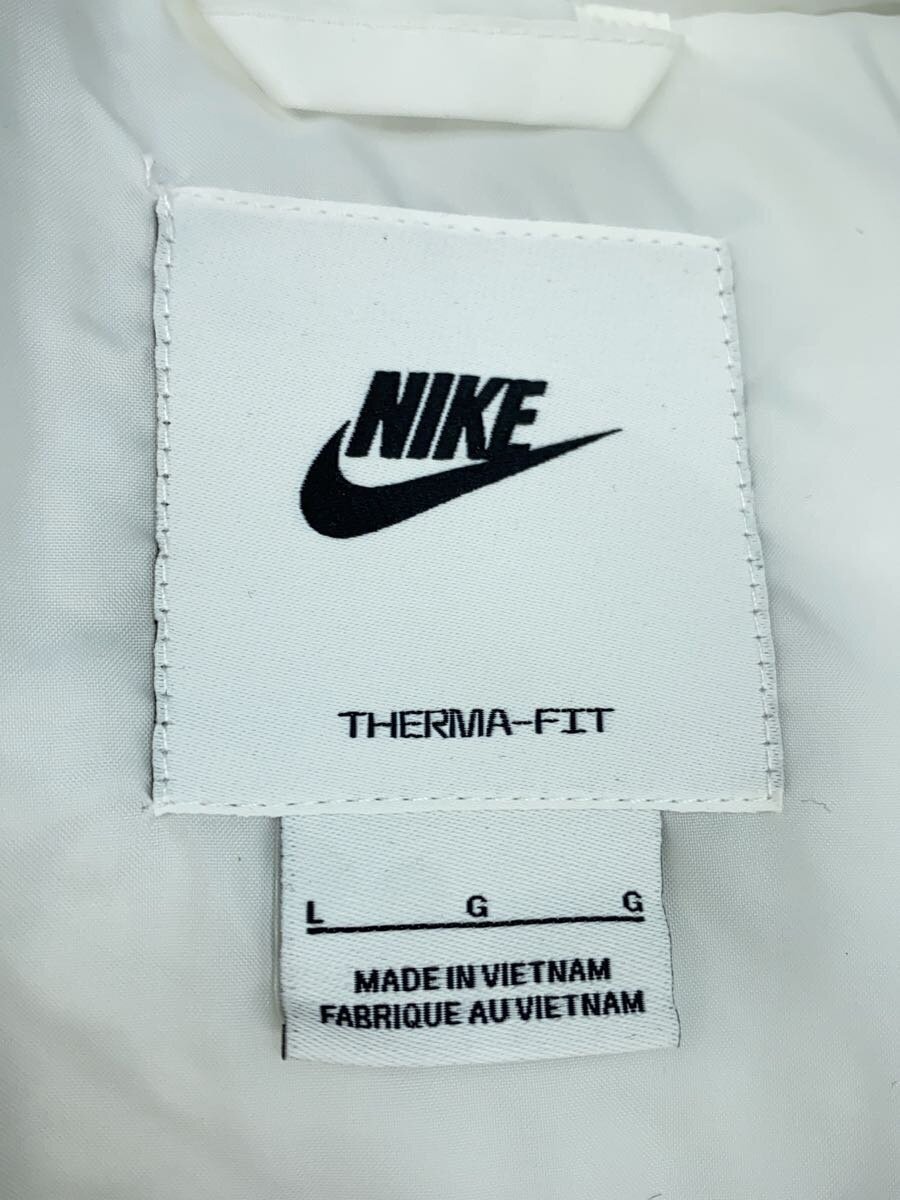 NIKE
THERMA-FIT
L G G
MADE IN VIETNAM
FABRIQUE AU VIETNAM